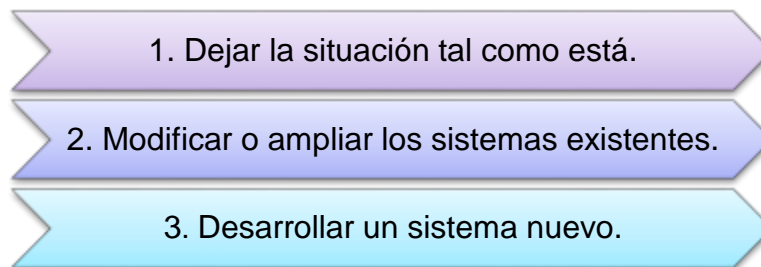 1. Dejar la situación tal como está.
2. Modificar o ampliar los sistemas existentes.
3. Desarrollar un sistema nuevo.